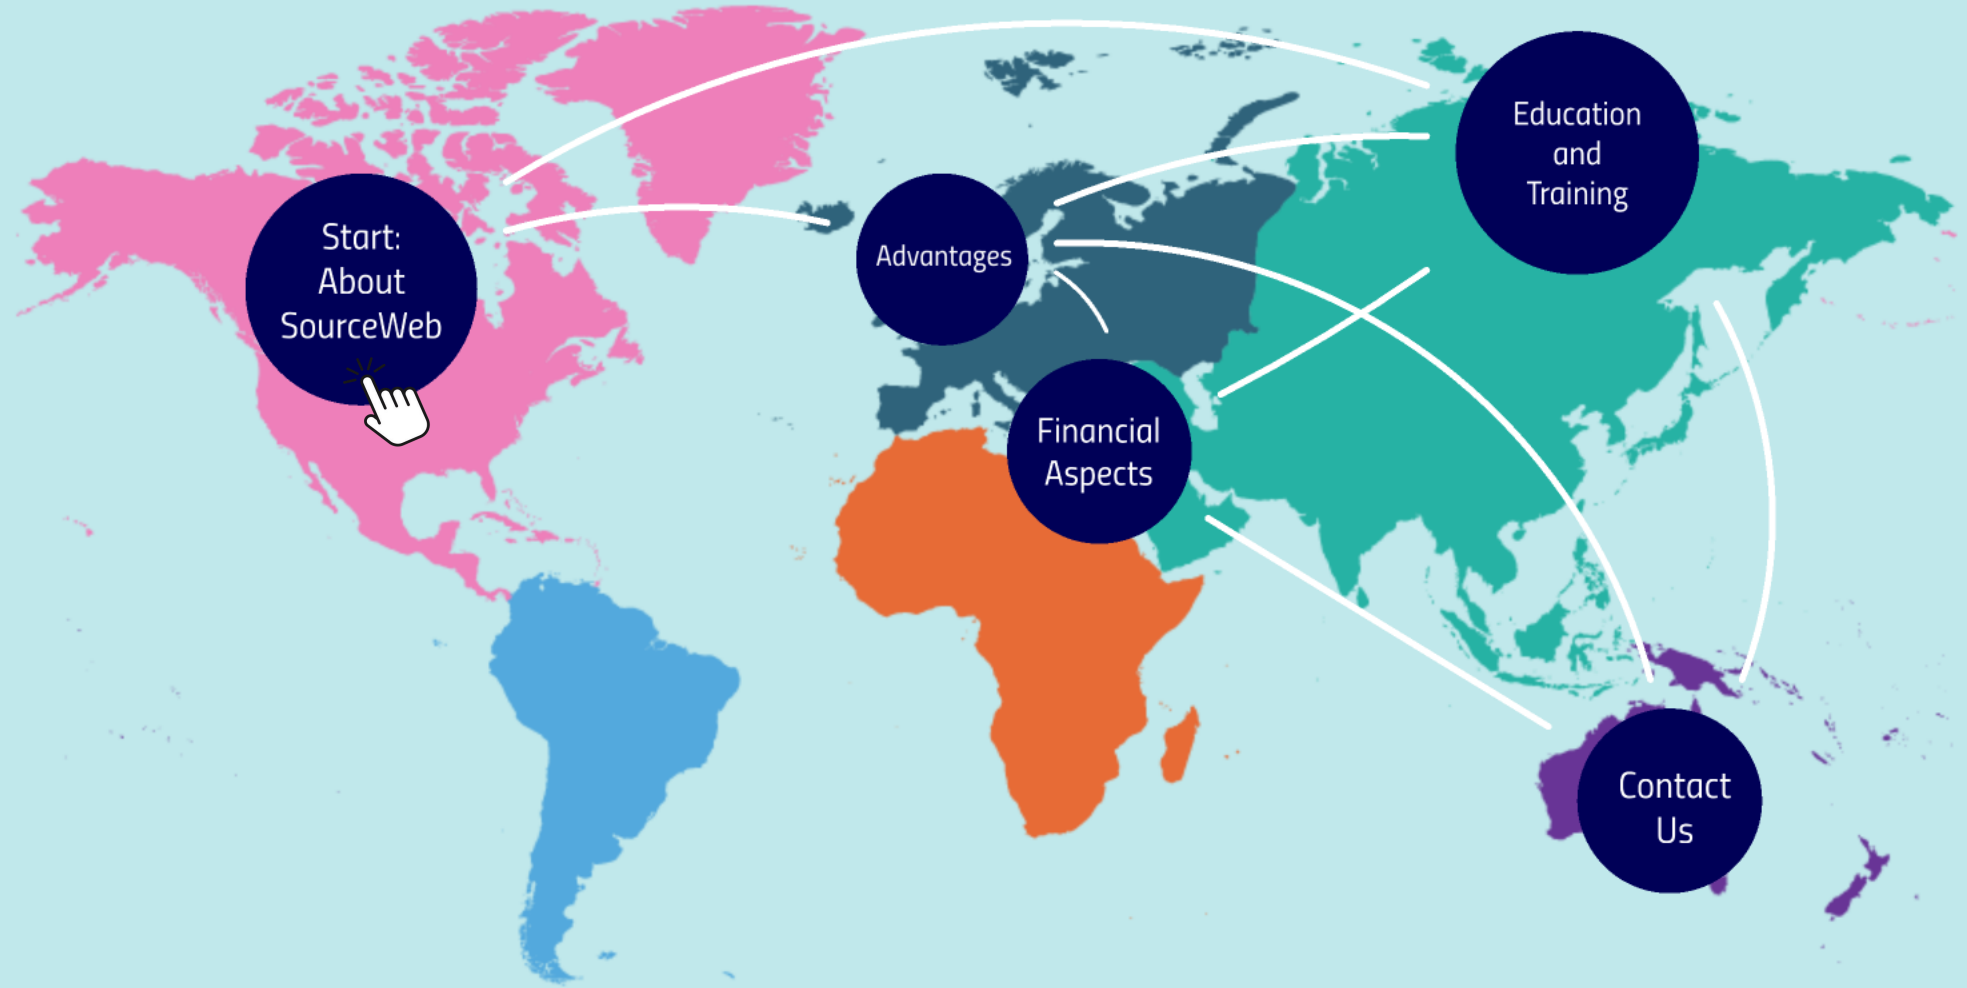 Start:
About
SourceWeb
Advantages
Education
and
Training
Financial
Aspects
Contact
Us